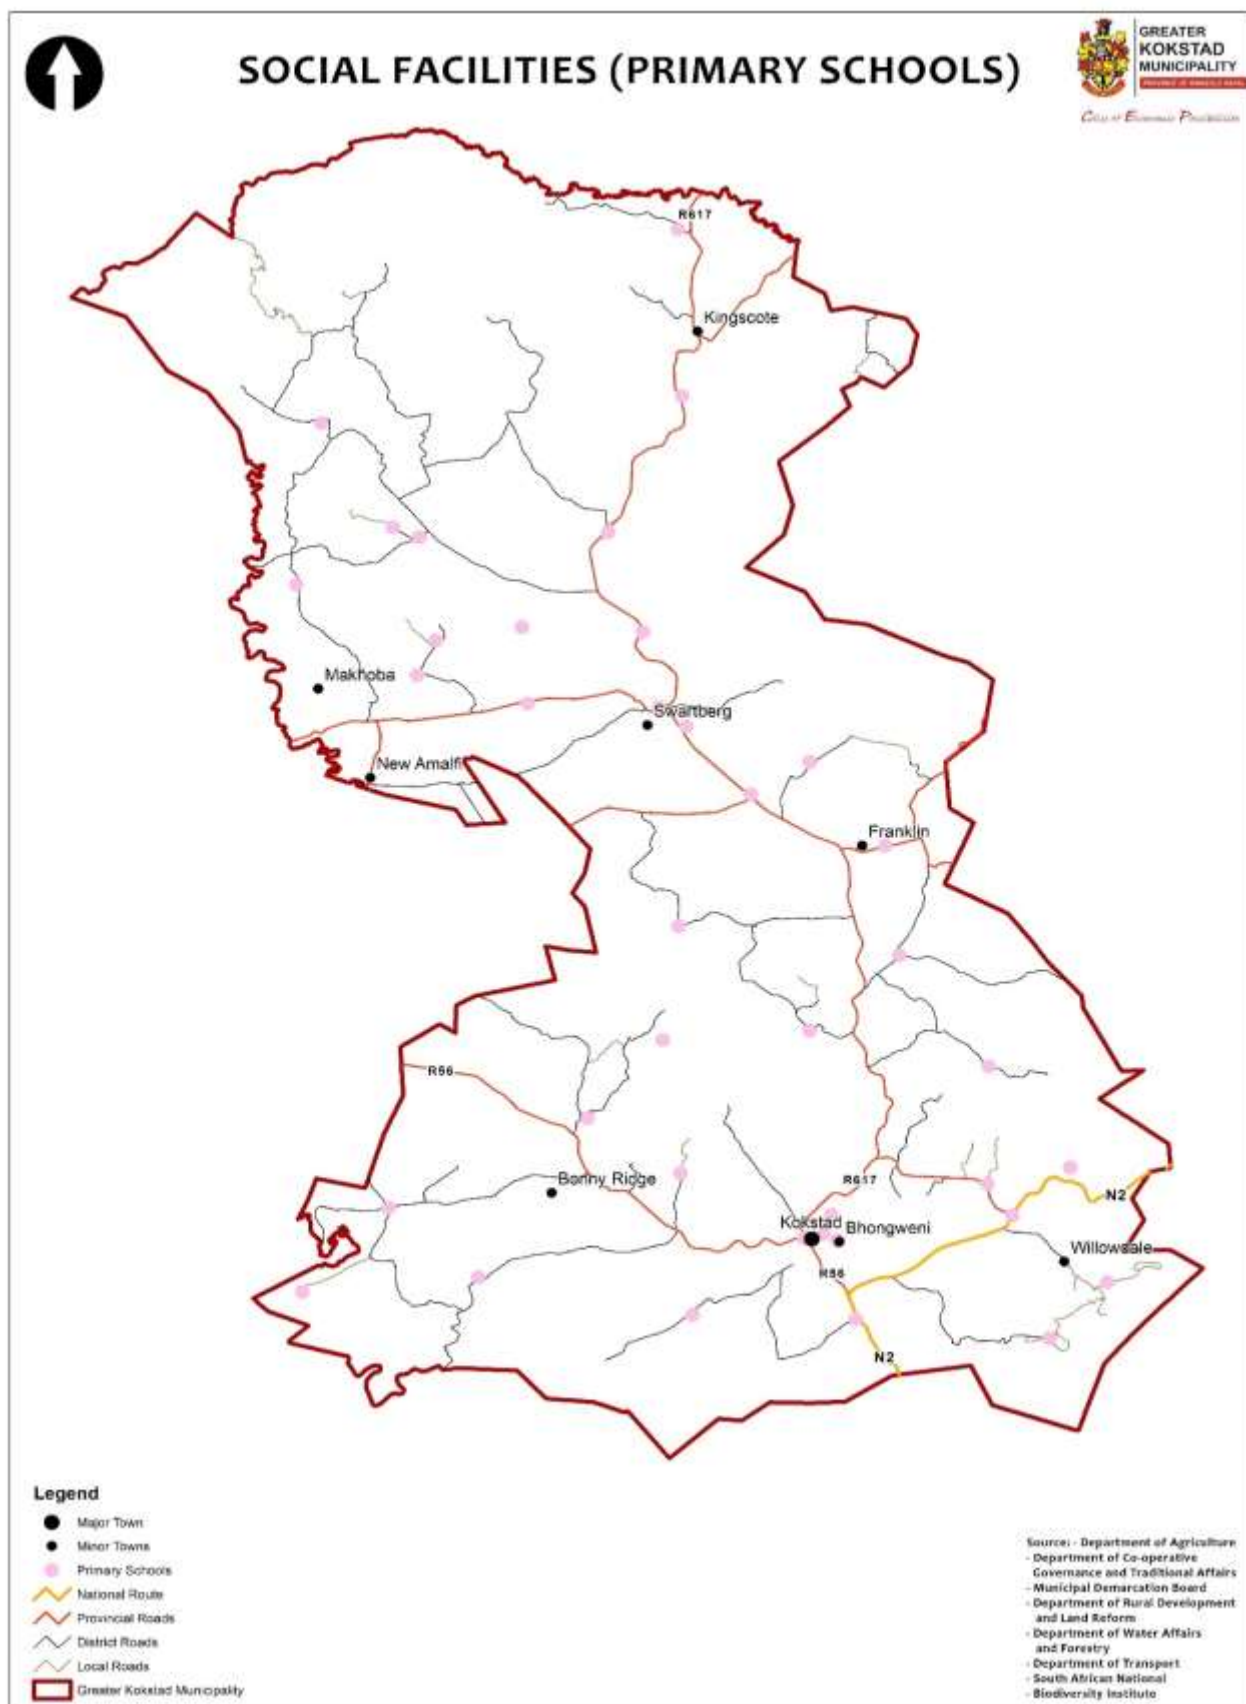 SOCIAL FACILITIES (PRIMARY SCHOOLS)
GREATER
KOKSTAD
MUNICIPALITY
R617
Kingscote
Makhoba
Swartberg
New Amalfi
Franklin
R56
Bonny Ridge
R617
N2
Kokstad
Bhongweni
Willowdale
R56
N2
Legend
Major Town
Minor Towns
Primary Schools
National Route
Provincial Roads
District Roads
Local Roads
Greater Kokstad Municipality
Source: - Department of Agriculture
- Department of Co-operative
Governance and Traditional Affairs
- Municipal Demarcation Board
- Department of Rural Development
and Land Reform
- Department of Water Affairs
and Forestry
- Department of Transport
- South African National
- Biodiversity Institute